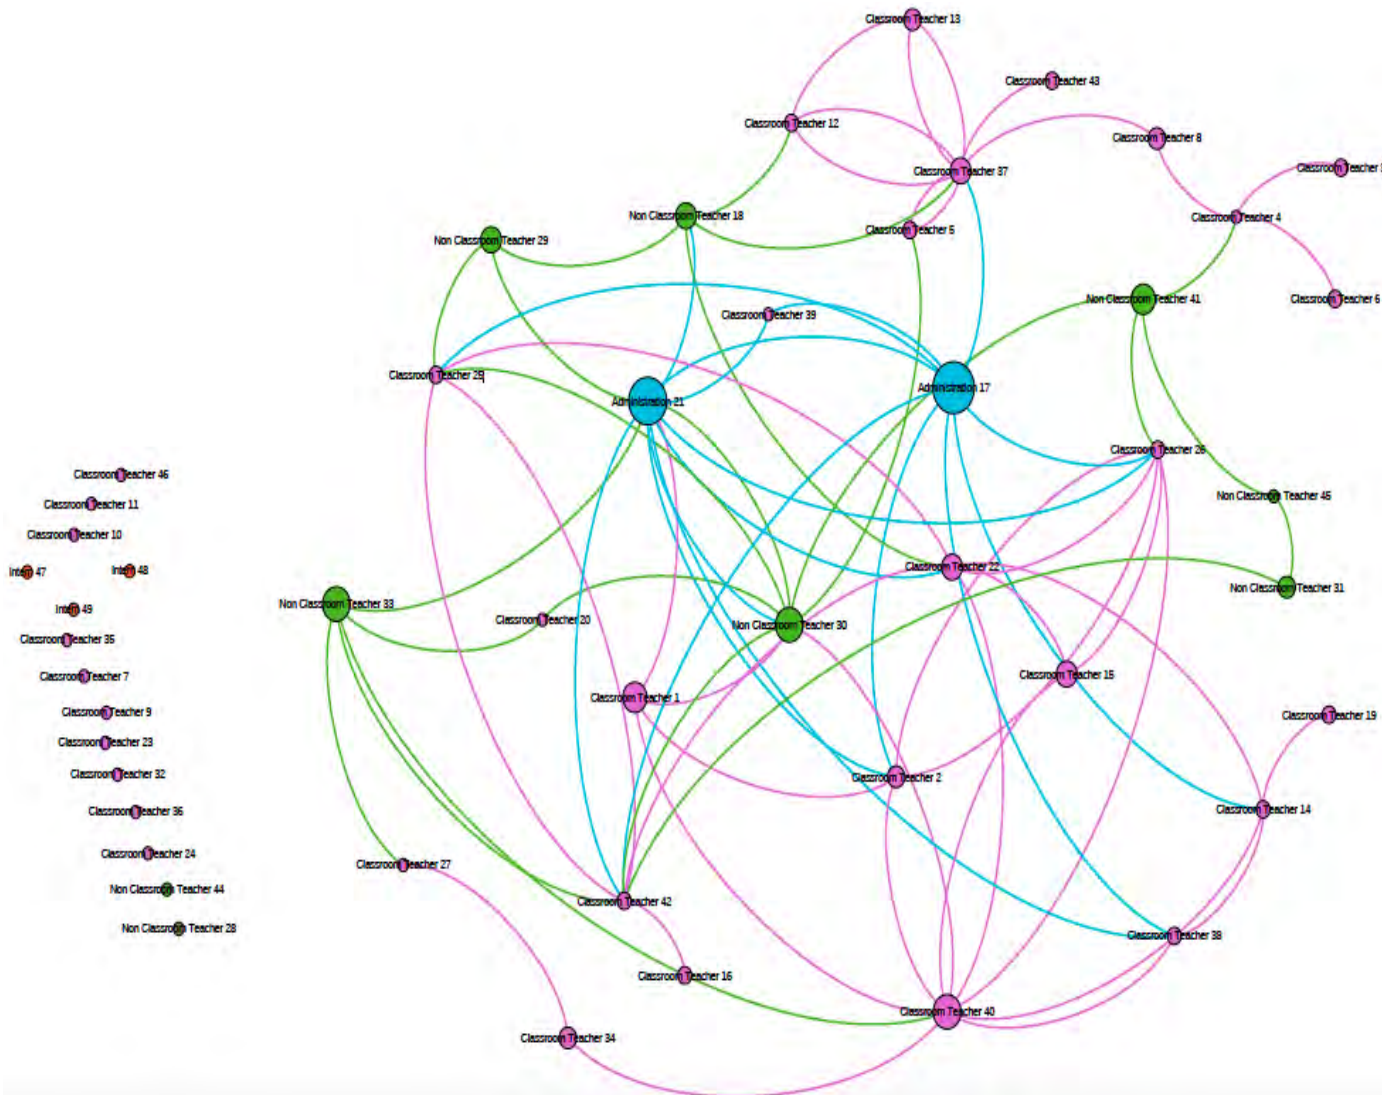 Classroom Teacher 13
Classroom Teacher 43
Classroom Teacher 12
Classroom Teacher 8
Classroom Teacher
Classroom Teacher 37
Non Classroom Teacher 18
Classroom Teacher 4
Classroom Teacher 5
Non Classroom Teacher 29
Non Classroom Teacher 41
Classroom Teacher 6
Classroom Teacher 39
Classroom Teacher 25
Administration 17
Administration 21
Classroom Teacher 26
Classroom Teacher 46
Non Classroom Teacher 45
Classroom Teacher 11
Classroom Teacher 10
Classroom Teacher 22
Intern 47
Intern 48
Non Classroom Teacher 31
Non Classroom Teacher 33
Intern 49
Classroom Teacher 20
Non Classroom Teacher 30
Classroom Teacher 35
Classroom Teacher 7
Classroom Teacher 15
Classroom Teacher 1
Classroom Teacher 9
Classroom Teacher 19
Classroom Teacher 23
Classroom Teacher 32
Classroom Teacher 2
Classroom Teacher 36
Classroom Teacher 14
Classroom Teacher 24
Classroom Teacher 27
Non Classroom Teacher 44
Classroom Teacher 42
Non Classroom Teacher 28
Classroom Teacher 38
Classroom Teacher 16
Classroom Teacher 40
Classroom Teacher 34